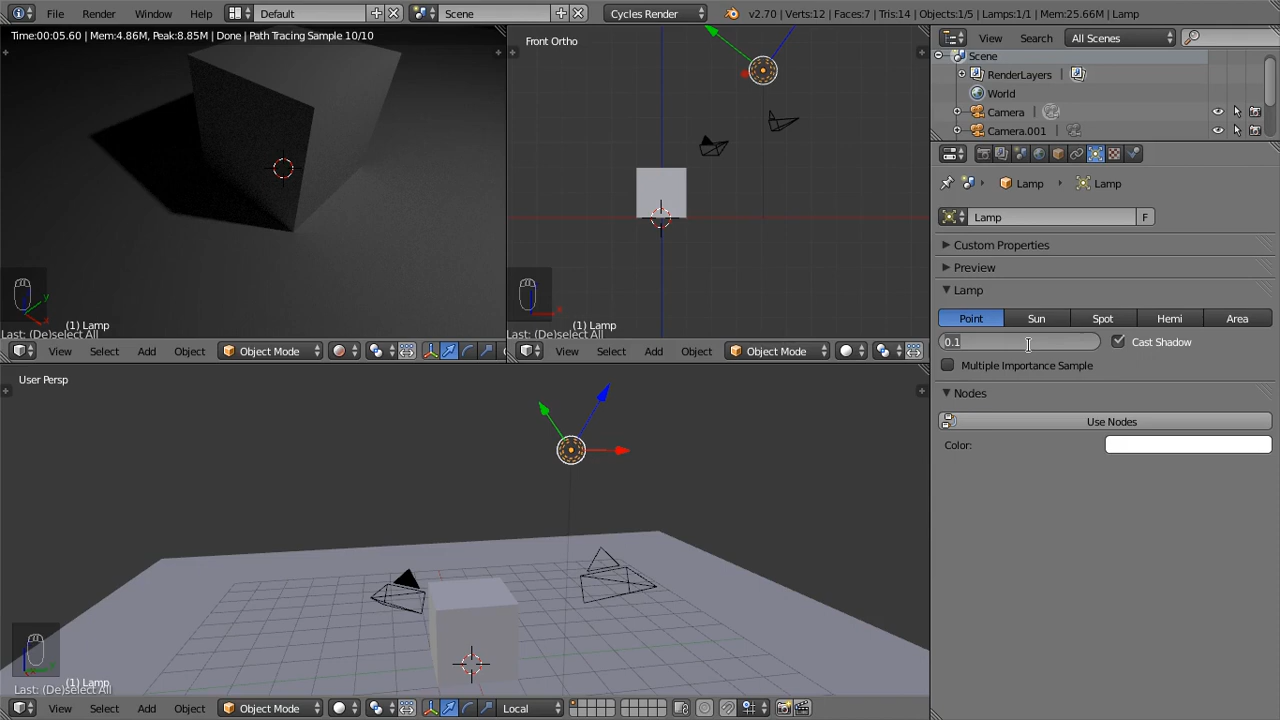 File Render Window Help Default Scene Cycles Render v2.70 | Verts:12 | Faces:7 | Tris:14 | Objects:1/5 | Lamps:1/1 | Mem:25.66M | Lamp
Time:00:05.60 | Mem:4.86M, Peak:8.85M | Done | Path Tracing Sample 10/10
Front Ortho
View Search All Scenes
Scene
RenderLayers
World
Camera
Camera.001
Lamp Lamp
Lamp F
Custom Properties
Preview
Lamp
Point Sun Spot Hemi Area
0.1 Cast Shadow
Multiple Importance Sample
Nodes
Use Nodes
Color:
(1) Lamp
Last: (De)select All
(1) Lamp
Last: (De)select All
View Select Add Object Object Mode
View Select Add Object Object Mode
User Persp
(1) Lamp
Last: (De)select All
View Select Add Object Object Mode Local